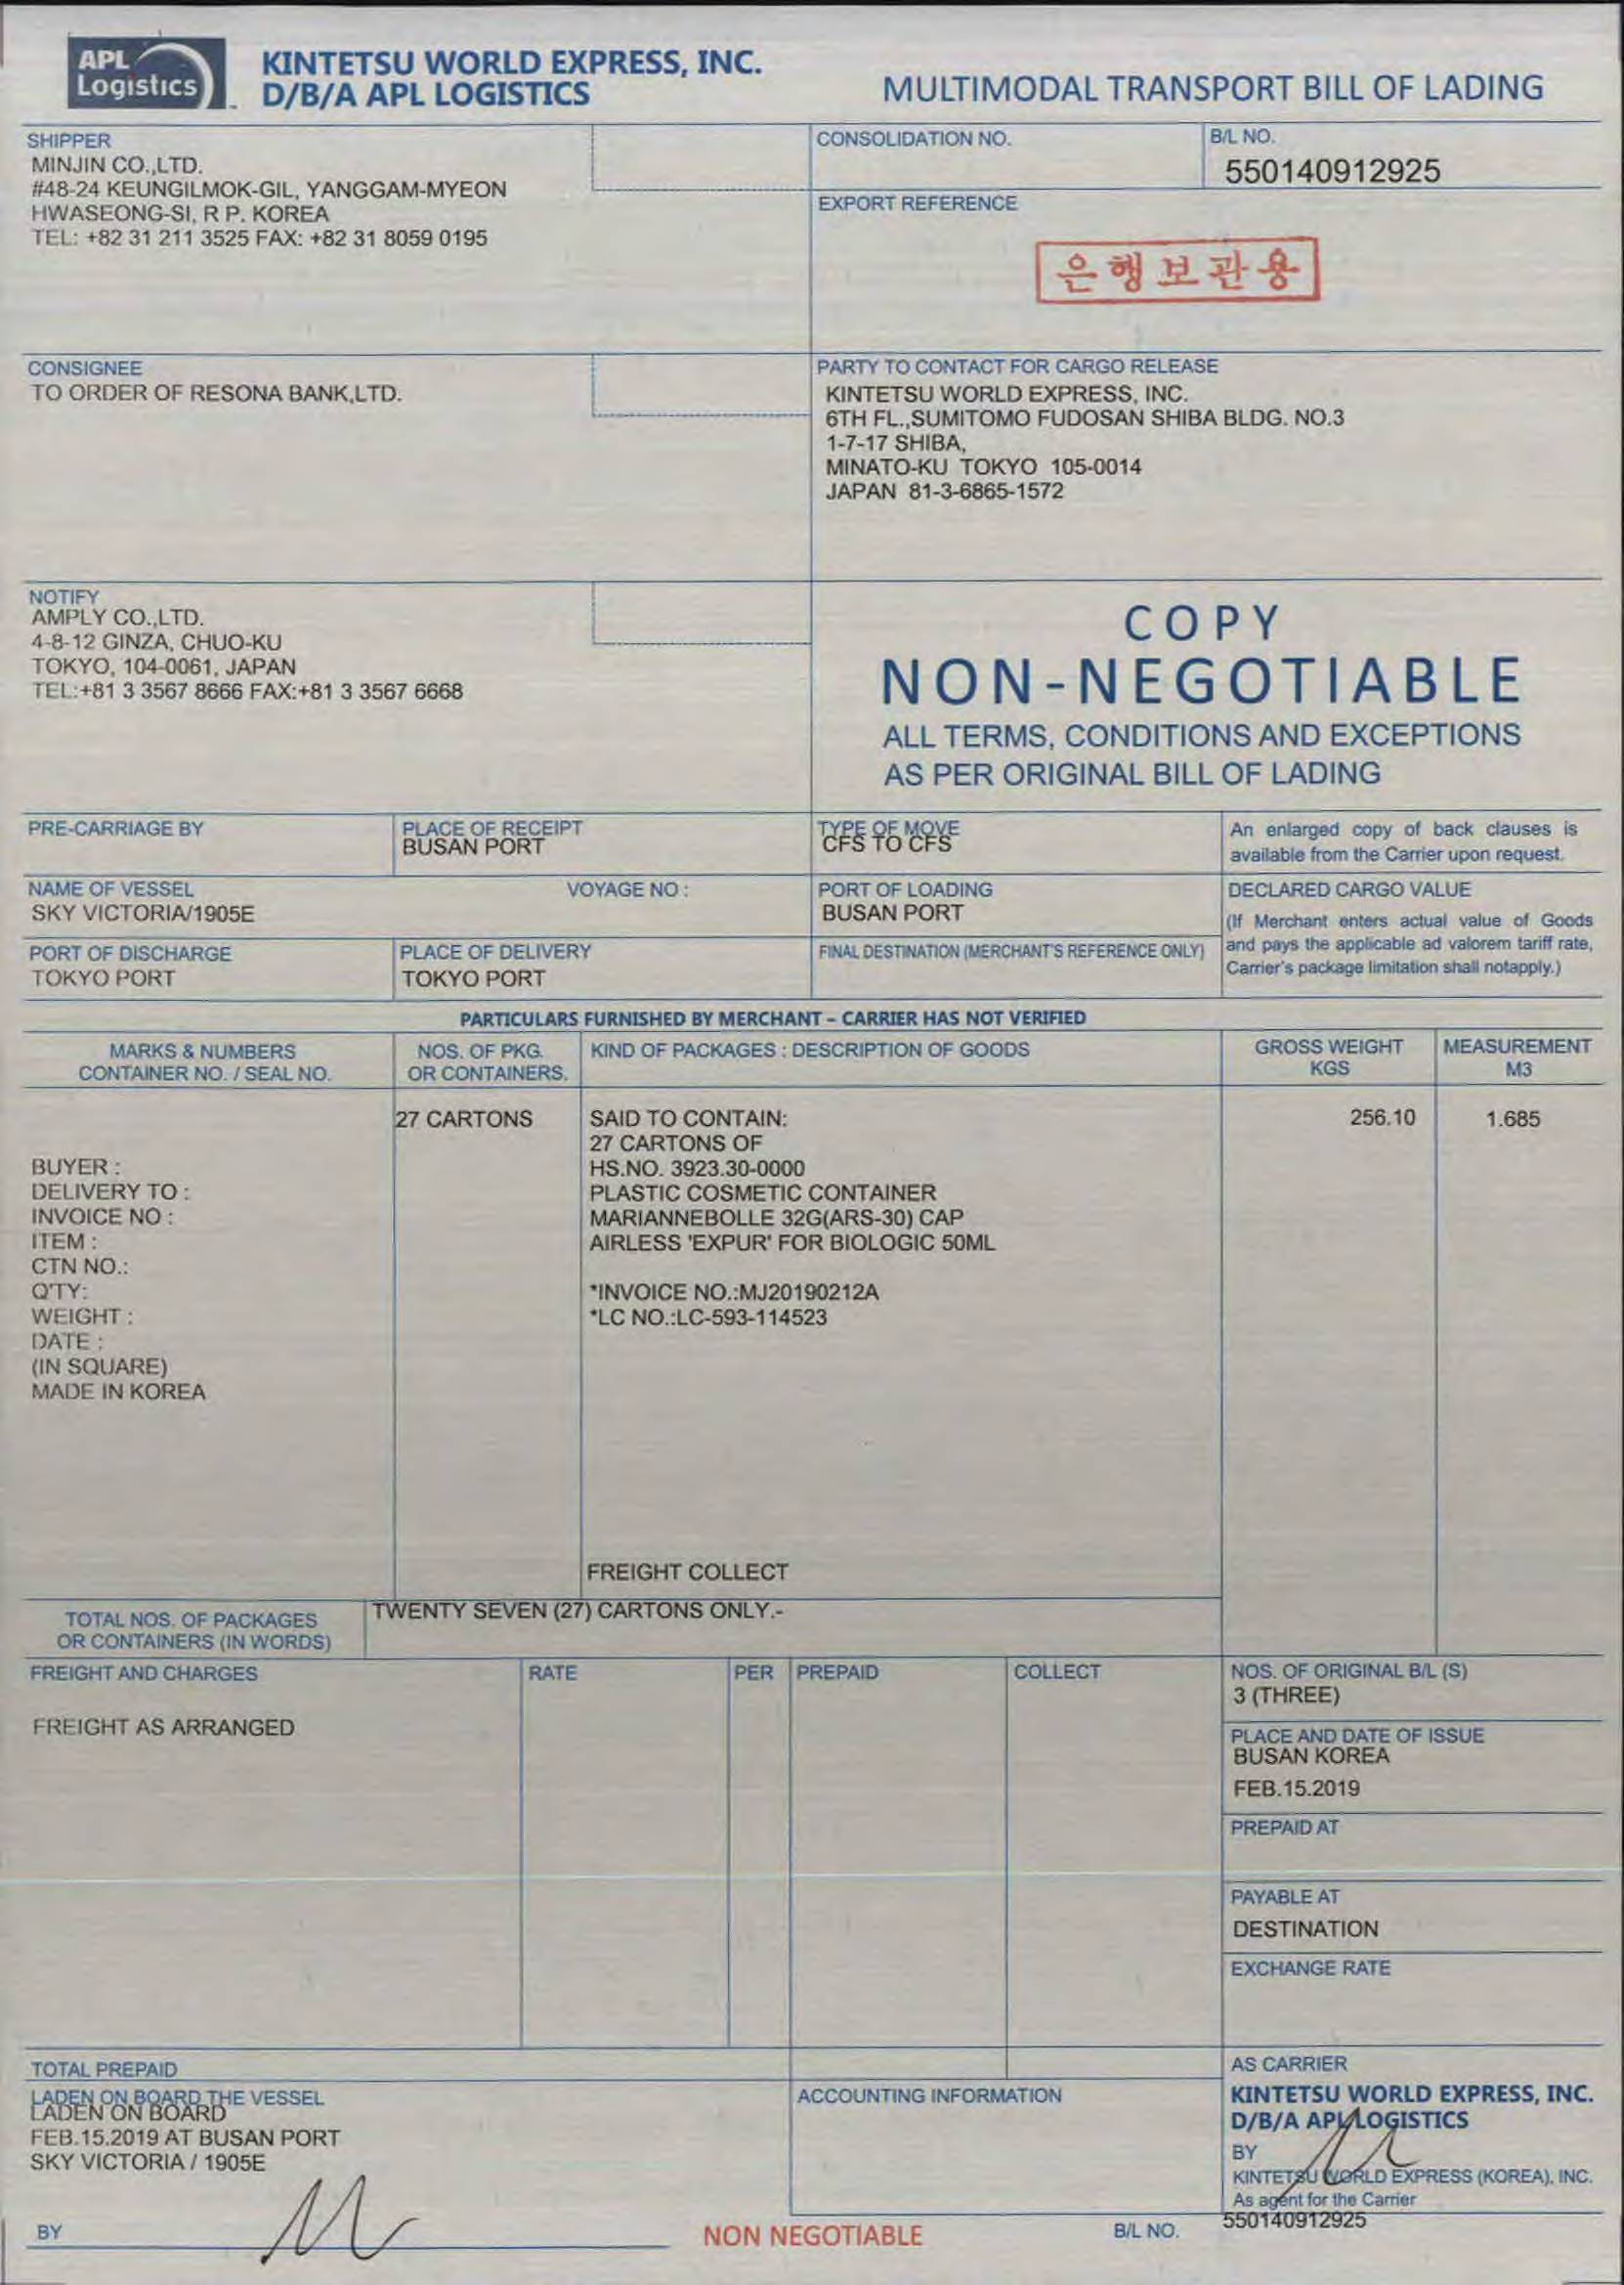 APL
Logistics
KINTETSU WORLD EXPRESS, INC.
D/B/A APL LOGISTICS
MULTIMODAL TRANSPORT BILL OF LADING
SHIPPER
MINJIN CO.,LTD.
#48-24 KEUNGILMOK-GIL, YANGGAM-MYEON
HWASEONG-SI, R P. KOREA
TEL: +82 31 211 3525 FAX: +82 31 8059 0195
CONSOLIDATION NO.
B/L NO.
550140912925
EXPORT REFERENCE
은행보관용
CONSIGNEE
TO ORDER OF RESONA BANK,LTD.
PARTY TO CONTACT FOR CARGO RELEASE
KINTETSU WORLD EXPRESS, INC.
6TH FL.,SUMITOMO FUDOSAN SHIBA BLDG. NO.3
1-7-17 SHIBA,
MINATO-KU TOKYO 105-0014
JAPAN 81-3-6865-1572
NOTIFY
AMPLY CO.,LTD.
4-8-12 GINZA, CHUO-KU
TOKYO, 104-0061, JAPAN
TEL:+81 3 3567 8666 FAX:+81 3 3567 6668
COPY
NON-NEGOTIABLE
ALL TERMS, CONDITIONS AND EXCEPTIONS
AS PER ORIGINAL BILL OF LADING
PRE-CARRIAGE BY
PLACE OF RECEIPT
BUSAN PORT
TYPE OF MOVE
CFS TO CFS
An enlarged copy of back clauses is
available from the Carrier upon request.
NAME OF VESSEL
VOYAGE NO :
SKY VICTORIA/1905E
PORT OF LOADING
BUSAN PORT
DECLARED CARGO VALUE
(If Merchant enters actual value of Goods
and pays the applicable ad valorem tariff rate,
Carrier's package limitation shall notapply.)
PORT OF DISCHARGE
TOKYO PORT
PLACE OF DELIVERY
TOKYO PORT
FINAL DESTINATION (MERCHANT'S REFERENCE ONLY)
PARTICULARS FURNISHED BY MERCHANT - CARRIER HAS NOT VERIFIED
MARKS & NUMBERS
CONTAINER NO. / SEAL NO.
NOS. OF PKG.
OR CONTAINERS.
KIND OF PACKAGES : DESCRIPTION OF GOODS
GROSS WEIGHT
KGS
MEASUREMENT
M3
27 CARTONS
SAID TO CONTAIN:
27 CARTONS OF
HS.NO. 3923.30-0000
PLASTIC COSMETIC CONTAINER
MARIANNEBOLLE 32G(ARS-30) CAP
AIRLESS 'EXPUR' FOR BIOLOGIC 50ML
*INVOICE NO.:MJ20190212A
*LC NO.:LC-593-114523
256.10
1.685
BUYER :
DELIVERY TO :
INVOICE NO :
ITEM :
CTN NO.:
Q'TY:
WEIGHT :
DATE :
(IN SQUARE)
MADE IN KOREA
FREIGHT COLLECT
TOTAL NOS. OF PACKAGES
OR CONTAINERS (IN WORDS)
TWENTY SEVEN (27) CARTONS ONLY.-
FREIGHT AND CHARGES
RATE
PER
PREPAID
COLLECT
FREIGHT AS ARRANGED
NOS. OF ORIGINAL B/L (S)
3 (THREE)
PLACE AND DATE OF ISSUE
BUSAN KOREA
FEB.15.2019
PREPAID AT
PAYABLE AT
DESTINATION
EXCHANGE RATE
TOTAL PREPAID
LADEN ON BOARD THE VESSEL
LADEN ON BOARD
FEB.15.2019 AT BUSAN PORT
SKY VICTORIA / 1905E
BY
ACCOUNTING INFORMATION
AS CARRIER
KINTETSU WORLD EXPRESS, INC.
D/B/A APL LOGISTICS
BY
KINTETSU WORLD EXPRESS (KOREA), INC.
As agent for the Carrier
NON NEGOTIABLE
B/L NO.
550140912925